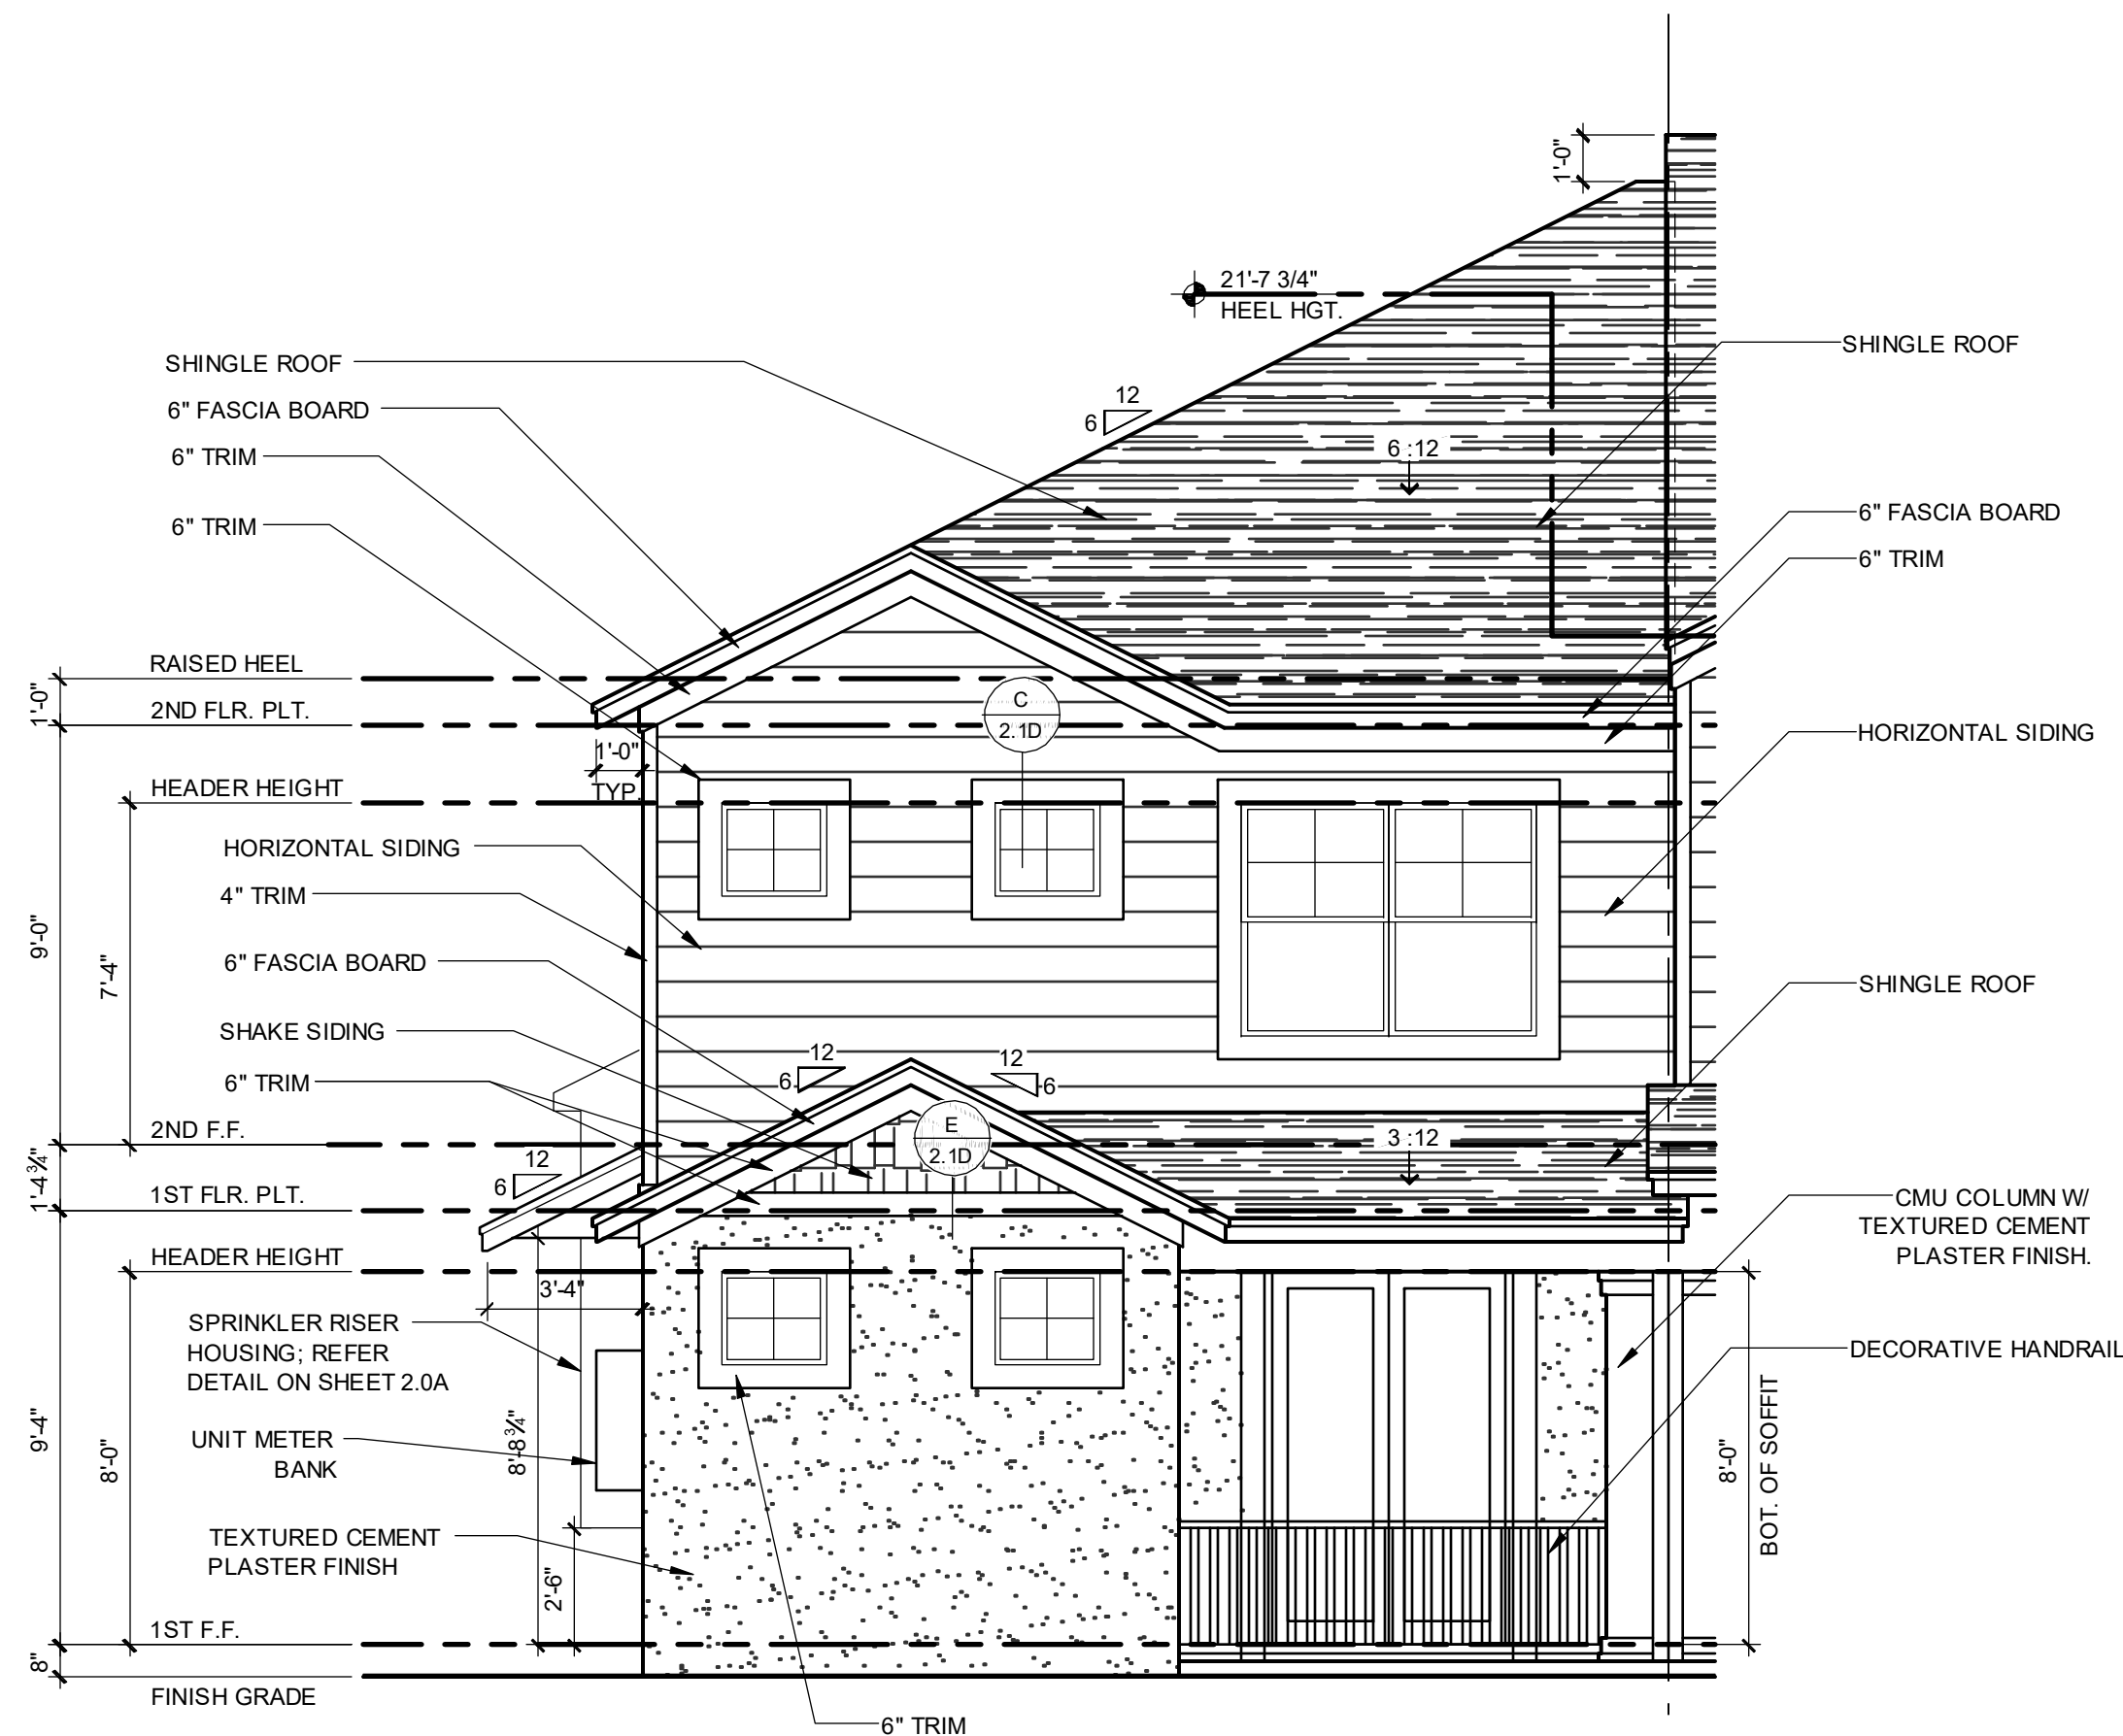 1'-0"
21'-7 3/4"
HEEL HGT.
SHINGLE ROOF
6" FASCIA BOARD
6" TRIM
6" TRIM
12
6
6 :12
SHINGLE ROOF
6" FASCIA BOARD
6" TRIM
HORIZONTAL SIDING
RAISED HEEL
1'-0"
2ND FLR. PLT.
C
2.1D
1'-0"
TYP.
HEADER HEIGHT
HORIZONTAL SIDING
4" TRIM
9'-0"
7'-4"
6" FASCIA BOARD
SHINGLE ROOF
SHAKE SIDING
6" TRIM
12
6
12
6
2ND F.F.
E
2.1D
3 :12
12
6
1'-4 3/4"
1ST FLR. PLT.
CMU COLUMN W/
TEXTURED CEMENT
PLASTER FINISH.
HEADER HEIGHT
3'-4"
SPRINKLER RISER
HOUSING; REFER
DETAIL ON SHEET 2.0A
DECORATIVE HANDRAIL
UNIT METER
BANK
9'-4"
8'-0"
8'-8 3/4"
8'-0"
BOT. OF SOFFIT
TEXTURED CEMENT
PLASTER FINISH
2'-6"
1ST F.F.
8"
FINISH GRADE
6" TRIM